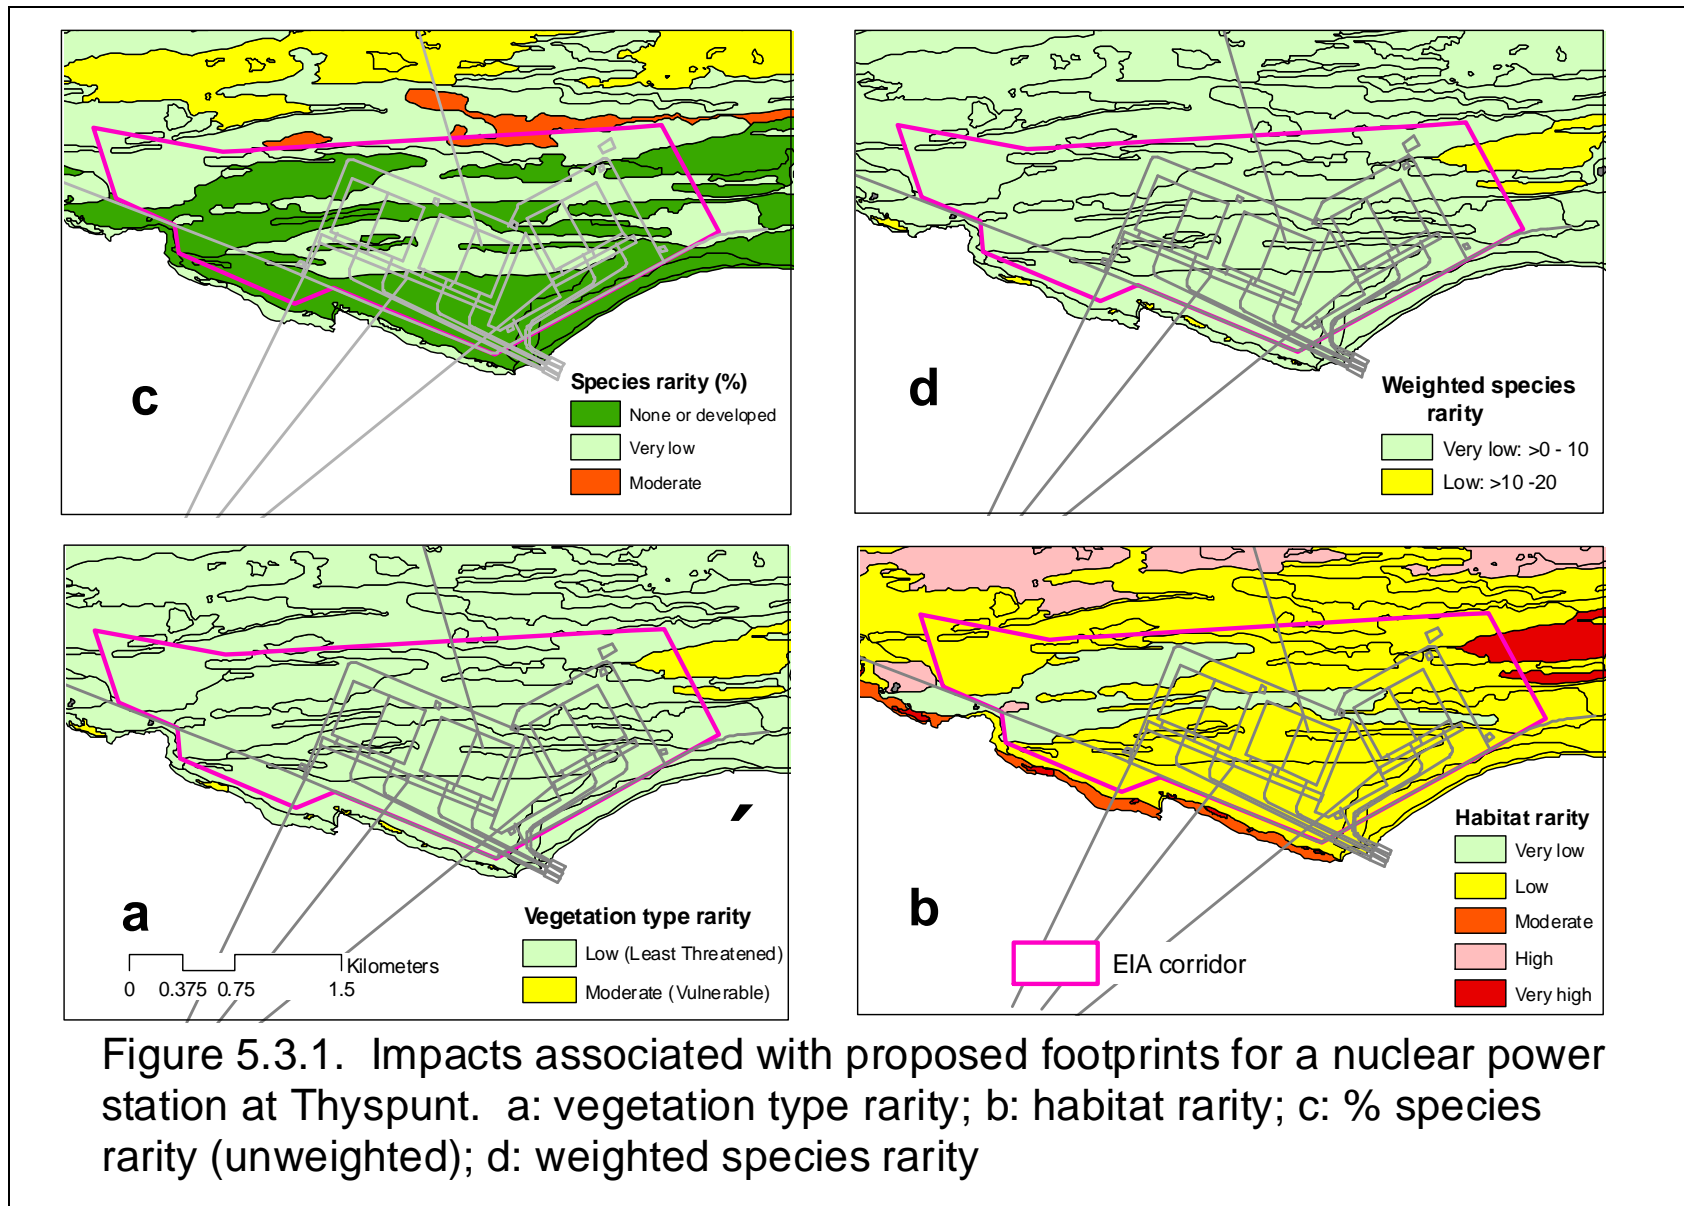 c
Species rarity (%)
None or developed
Very low
Moderate
d
Weighted species
rarity
Very low: >0 - 10
Low: >10 -20
a
Vegetation type rarity
Low (Least Threatened)
Moderate (Vulnerable)
Kilometers
0 0.375 0.75 1.5
b
Habitat rarity
Very low
Low
Moderate
High
Very high
EIA corridor
Figure 5.3.1. Impacts associated with proposed footprints for a nuclear power
station at Thyspunt. a: vegetation type rarity; b: habitat rarity; c: % species
rarity (unweighted); d: weighted species rarity